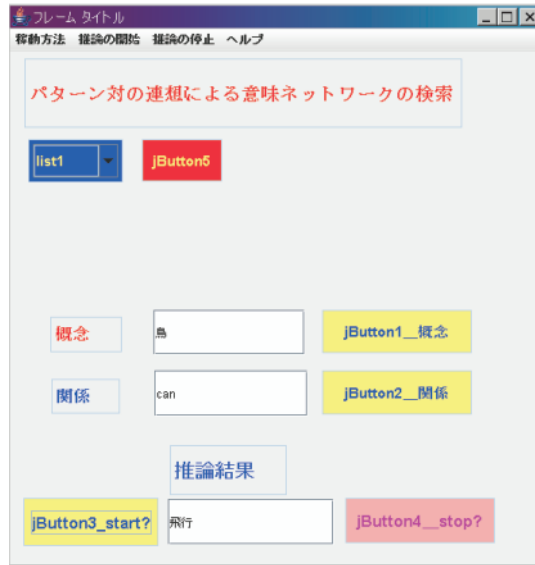 フレーム タイトル
稼動方法 推論の開始 推論の停止 ヘルプ
パターン対の連想による意味ネットワークの検索
list1 jButton5
概念 鳥 jButton1__概念
関係 can jButton2__関係
推論結果
jButton3_start? 飛行 jButton4__stop?